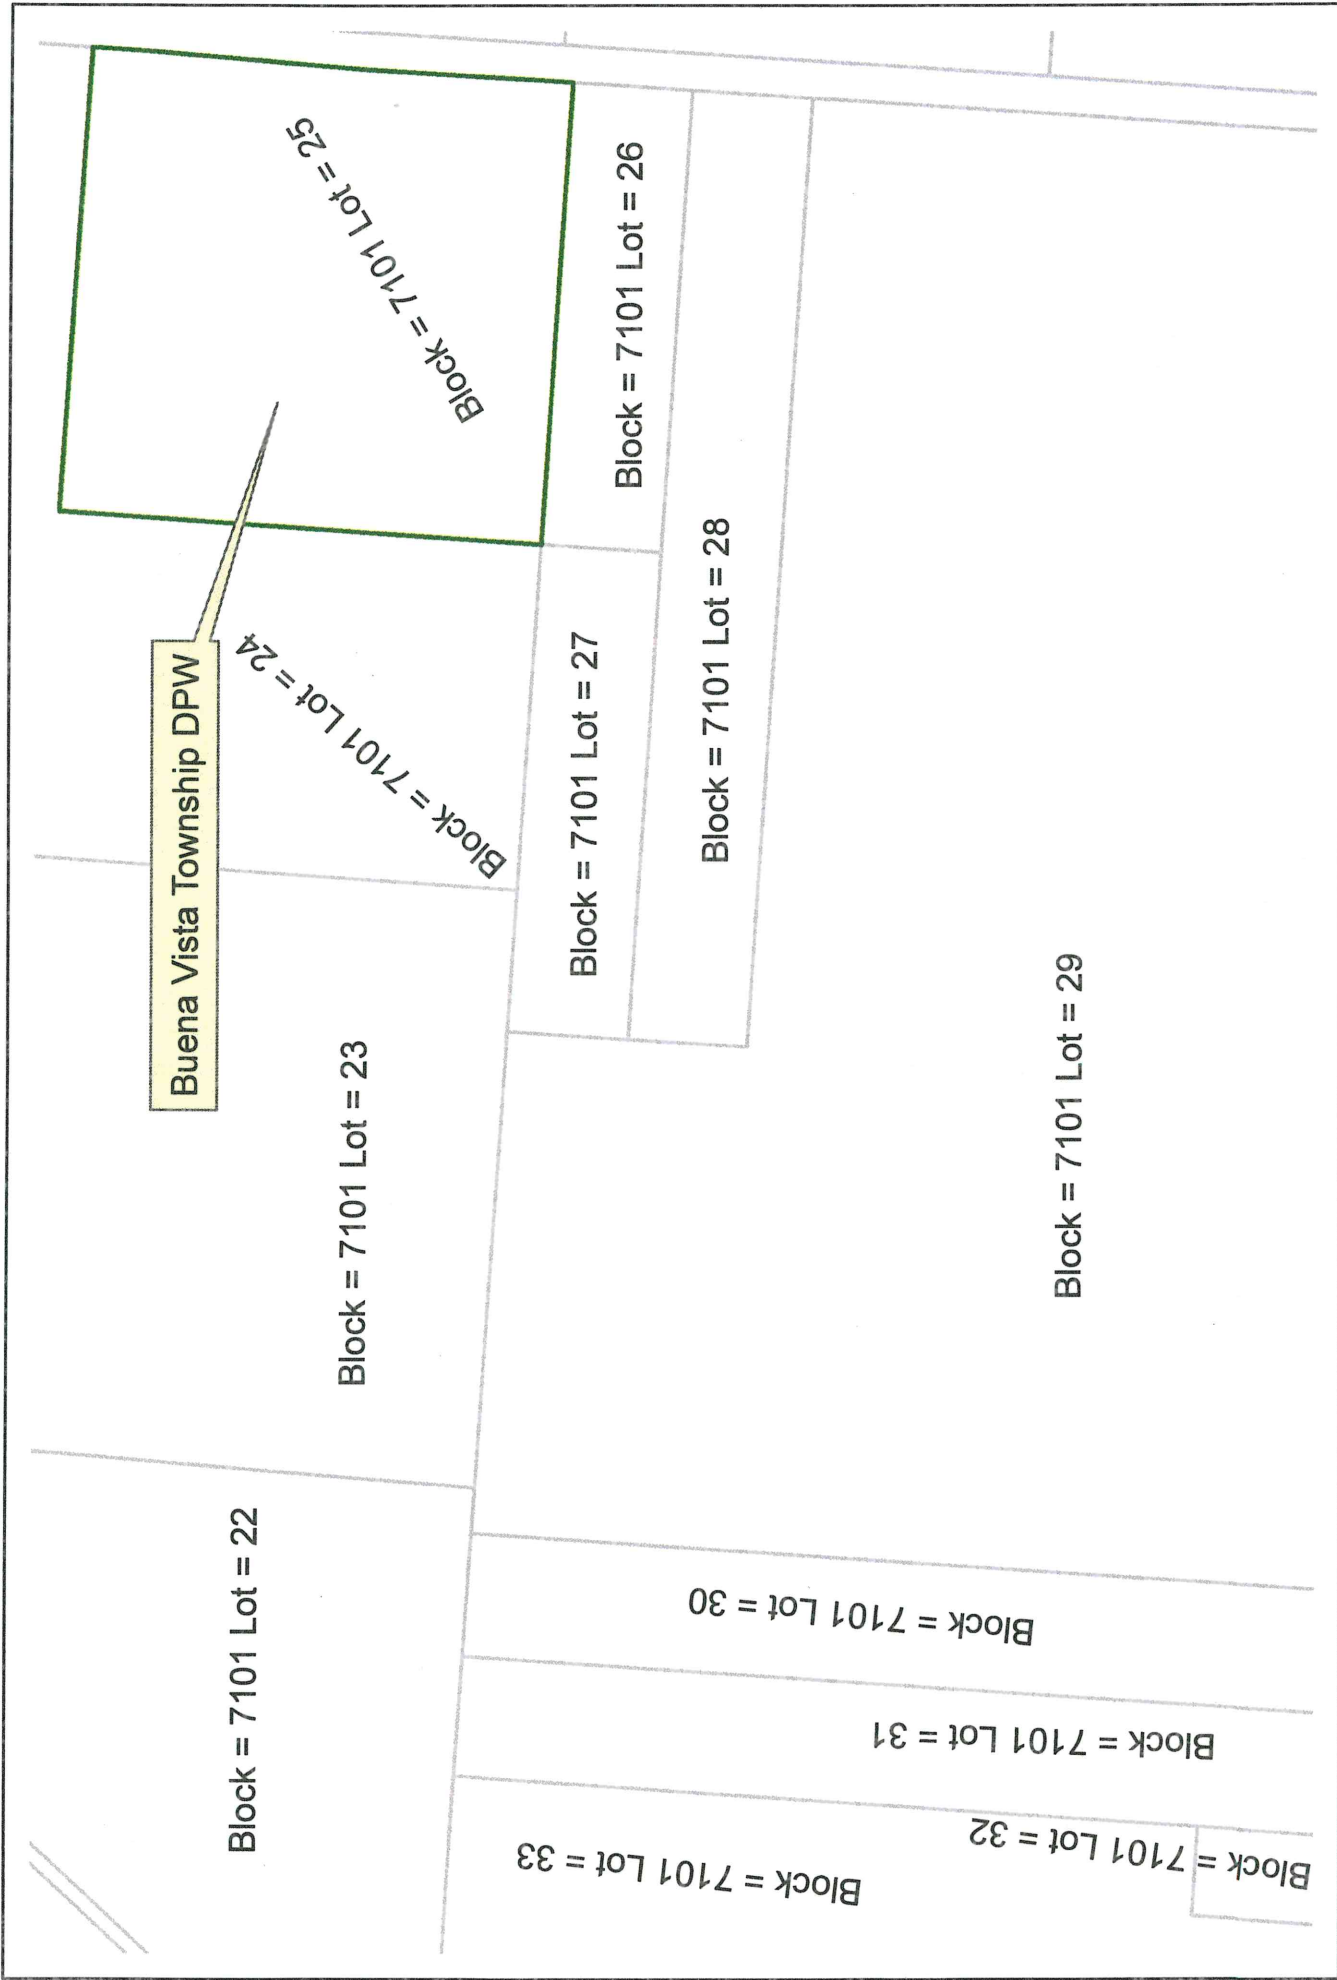 Block = 7101 Lot = 22
Block = 7101 Lot = 23
Buena Vista Township DPW
Block = 7101 Lot = 24
Block = 7101 Lot = 25
Block = 7101 Lot = 33
Block = 7101 Lot = 27
Block = 7101 Lot = 26
Block = 7101 Lot = 28
Block = 7101 Lot = 30
Block = 7101 Lot = 31
Block = 7101 Lot = 32
Block = 7101 Lot = 29